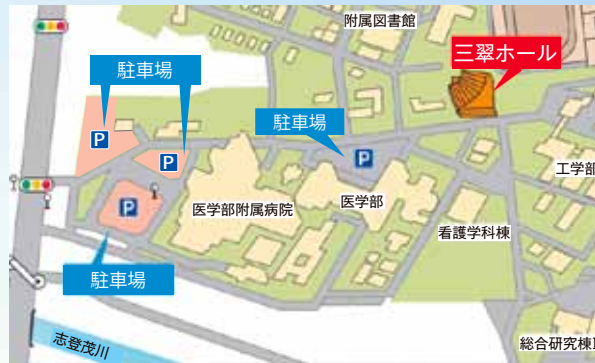 附属図書館
三翠ホール
駐車場
駐車場
P
P
P
工学部
医学部附属病院
医学部
P
看護学科棟
駐車場
志登茂川
総合研究棟